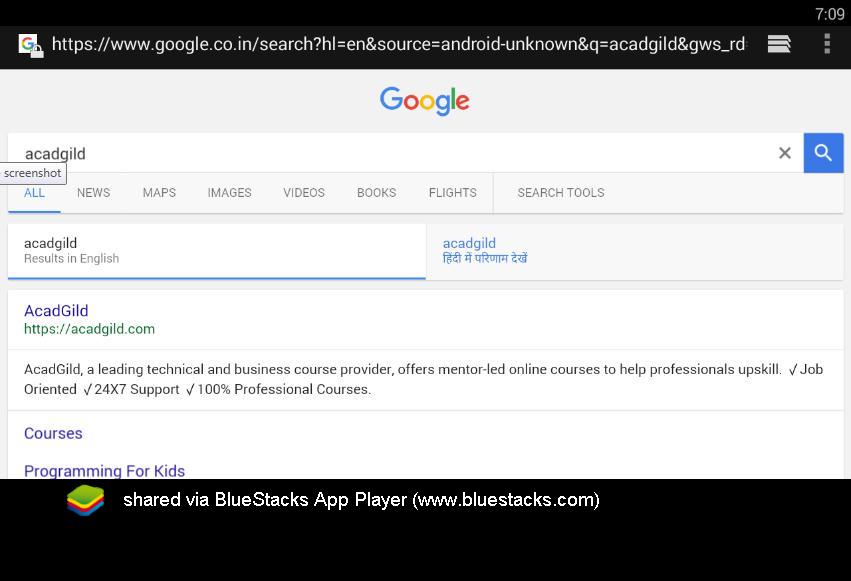 7:09
https://www.google.co.in/search?hl=en&source=android-unknown&q=acadgild&gws_rd
Google
acadgild
screenshot
ALL NEWS MAPS IMAGES VIDEOS BOOKS FLIGHTS SEARCH TOOLS
acadgild
Results in English
acadgild
हिंदी में परिणाम देखें
AcadGild
https://acadgild.com
AcadGild, a leading technical and business course provider, offers mentor-led online courses to help professionals upskill. √Job
Oriented √24X7 Support √100% Professional Courses.
Courses
Programming For Kids
shared via BlueStacks App Player (www.bluestacks.com)